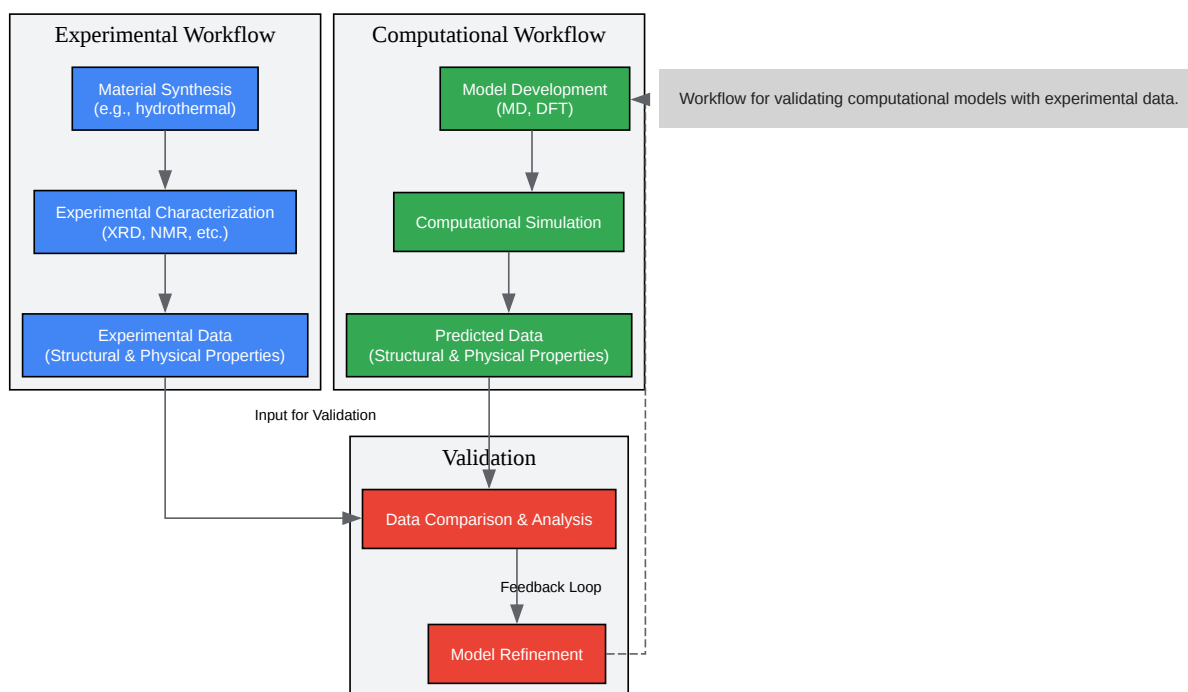 Experimental Workflow
Material Synthesis
(e.g., hydrothermal)
Experimental Characterization
(XRD, NMR, etc.)
Experimental Data
(Structural & Physical Properties)
Computational Workflow
Model Development
(MD, DFT)
Computational Simulation
Predicted Data
(Structural & Physical Properties)
Workflow for validating computational models with experimental data.
Input for Validation
Validation
Data Comparison & Analysis
Feedback Loop
Model Refinement